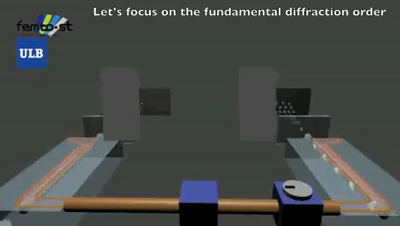 Let's focus on the fundamental diffraction order
femto-st
ULB